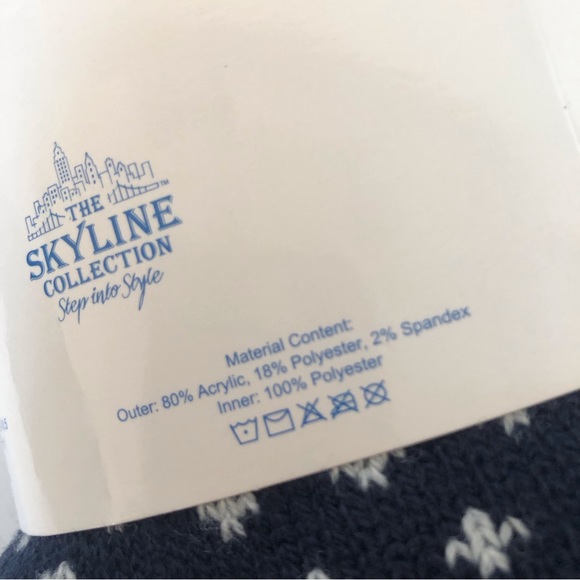 THE
SKYLINE
COLLECTION
Step into Style
Material Content:
Outer: 80% Acrylic, 18% Polyester, 2% Spandex
Inner: 100% Polyester